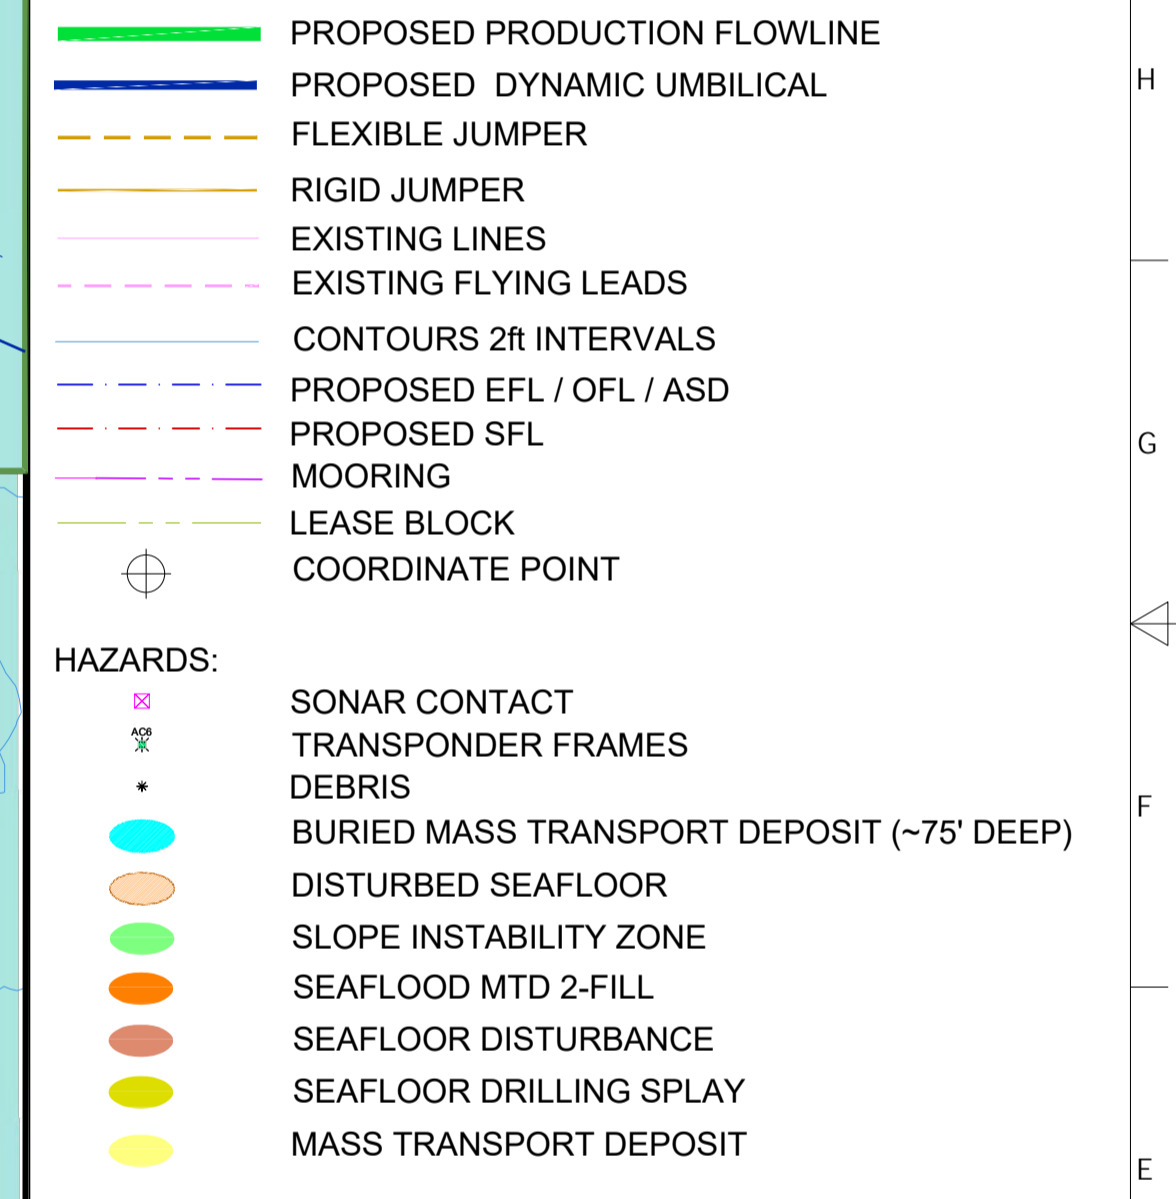 PROPOSED PRODUCTION FLOWLINE
PROPOSED  DYNAMIC UMBILICAL
H
FLEXIBLE JUMPER
RIGID JUMPER
EXISTING LINES
EXISTING FLYING LEADS
CONTOURS 2ft INTERVALS
PROPOSED EFL / OFL / ASD
PROPOSED SFL
G
MOORING
LEASE BLOCK
COORDINATE POINT
HAZARDS:
SONAR CONTACT
AC6
TRANSPONDER FRAMES
DEBRIS
F
BURIED MASS TRANSPORT DEPOSIT (~75' DEEP)
DISTURBED SEAFLOOR
SLOPE INSTABILITY ZONE
SEAFLOOD MTD 2-FILL
SEAFLOOR DISTURBANCE
SEAFLOOR DRILLING SPLAY
MASS TRANSPORT DEPOSIT
E